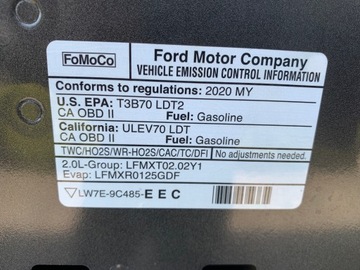 FoMoCo
Ford Motor Company
VEHICLE EMISSION CONTROL INFORMATION
Conforms to regulations: 2020 MY
U.S. EPA: T3B70 LDT2
CA OBD II Fuel: Gasoline
California: ULEV70 LDT
CA OBD II Fuel: Gasoline
TWC/HO2S/WR-HO2S/CAC/TC/DFI No adjustments needed.
2.0L-Group: LFMXT02.02Y1
Evap: LFMXR0125GDF
LW7E-9C485-E E C